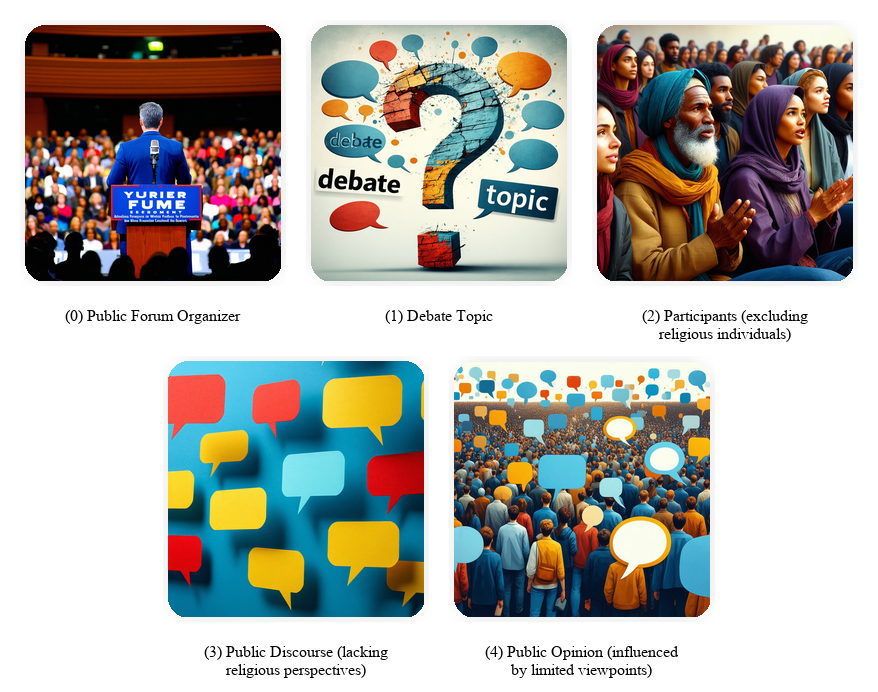 YURIER
FUME
debate
debate
topic
(0) Public Forum Organizer
(1) Debate Topic
(2) Participants (excluding
religious individuals)
(3) Public Discourse (lacking
religious perspectives)
(4) Public Opinion (influenced
by limited viewpoints)